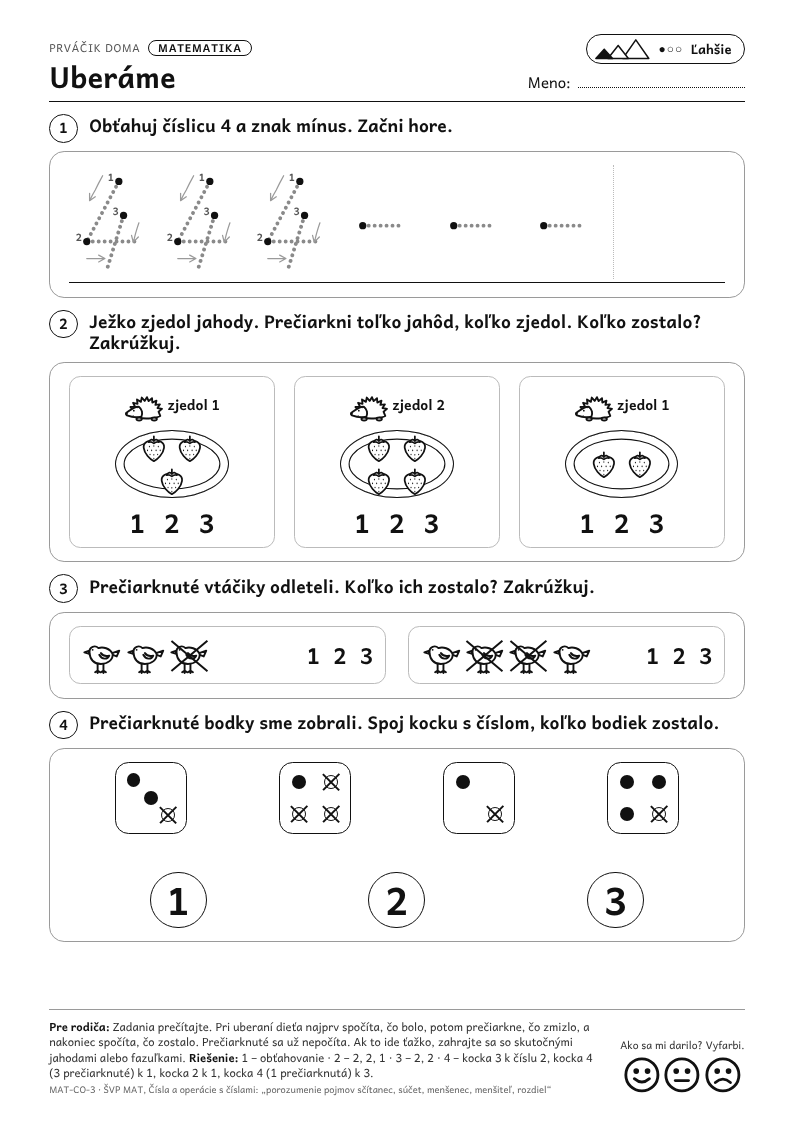 PRVÁČIK DOMA MATEMATIKA
●○○ Ľahšie
Uberáme
Meno:
1 Obťahuj číslicu 4 a znak mínus. Začni hore.
1 1 1
3 3 3
2 2 2
2 Ježko zjedol jahody. Prečiarkni toľko jahôd, koľko zjedol. Koľko zostalo?
Zakrúžkuj.
zjedol 1 zjedol 2 zjedol 1
1 2 3 1 2 3 1 2 3
3 Prečiarknuté vtáčiky odleteli. Koľko ich zostalo? Zakrúžkuj.
1 2 3 1 2 3
4 Prečiarknuté bodky sme zobrali. Spoj kocku s číslom, koľko bodiek zostalo.
1 2 3
Pre rodiča: Zadania prečítajte. Pri uberaní dieťa najprv spočíta, čo bolo, potom prečiarkne, čo zmizlo, a
nakoniec spočíta, čo zostalo. Prečiarknuté sa už nepočíta. Ak to ide ťažko, zahrajte sa so skutočnými
jahodami alebo fazuľkami. Riešenie: 1 – obťahovanie · 2 – 2, 2, 1 · 3 – 2, 2 · 4 – kocka 3 k číslu 2, kocka 4
(3 prečiarknuté) k 1, kocka 2 k 1, kocka 4 (1 prečiarknutá) k 3.
MAT-CO-3 · ŠVP MAT, Čísla a operácie s číslami: „porozumenie pojmov sčítanec, súčet, menšenec, menšiteľ, rozdiel“
Ako sa mi darilo? Vyfarbi.